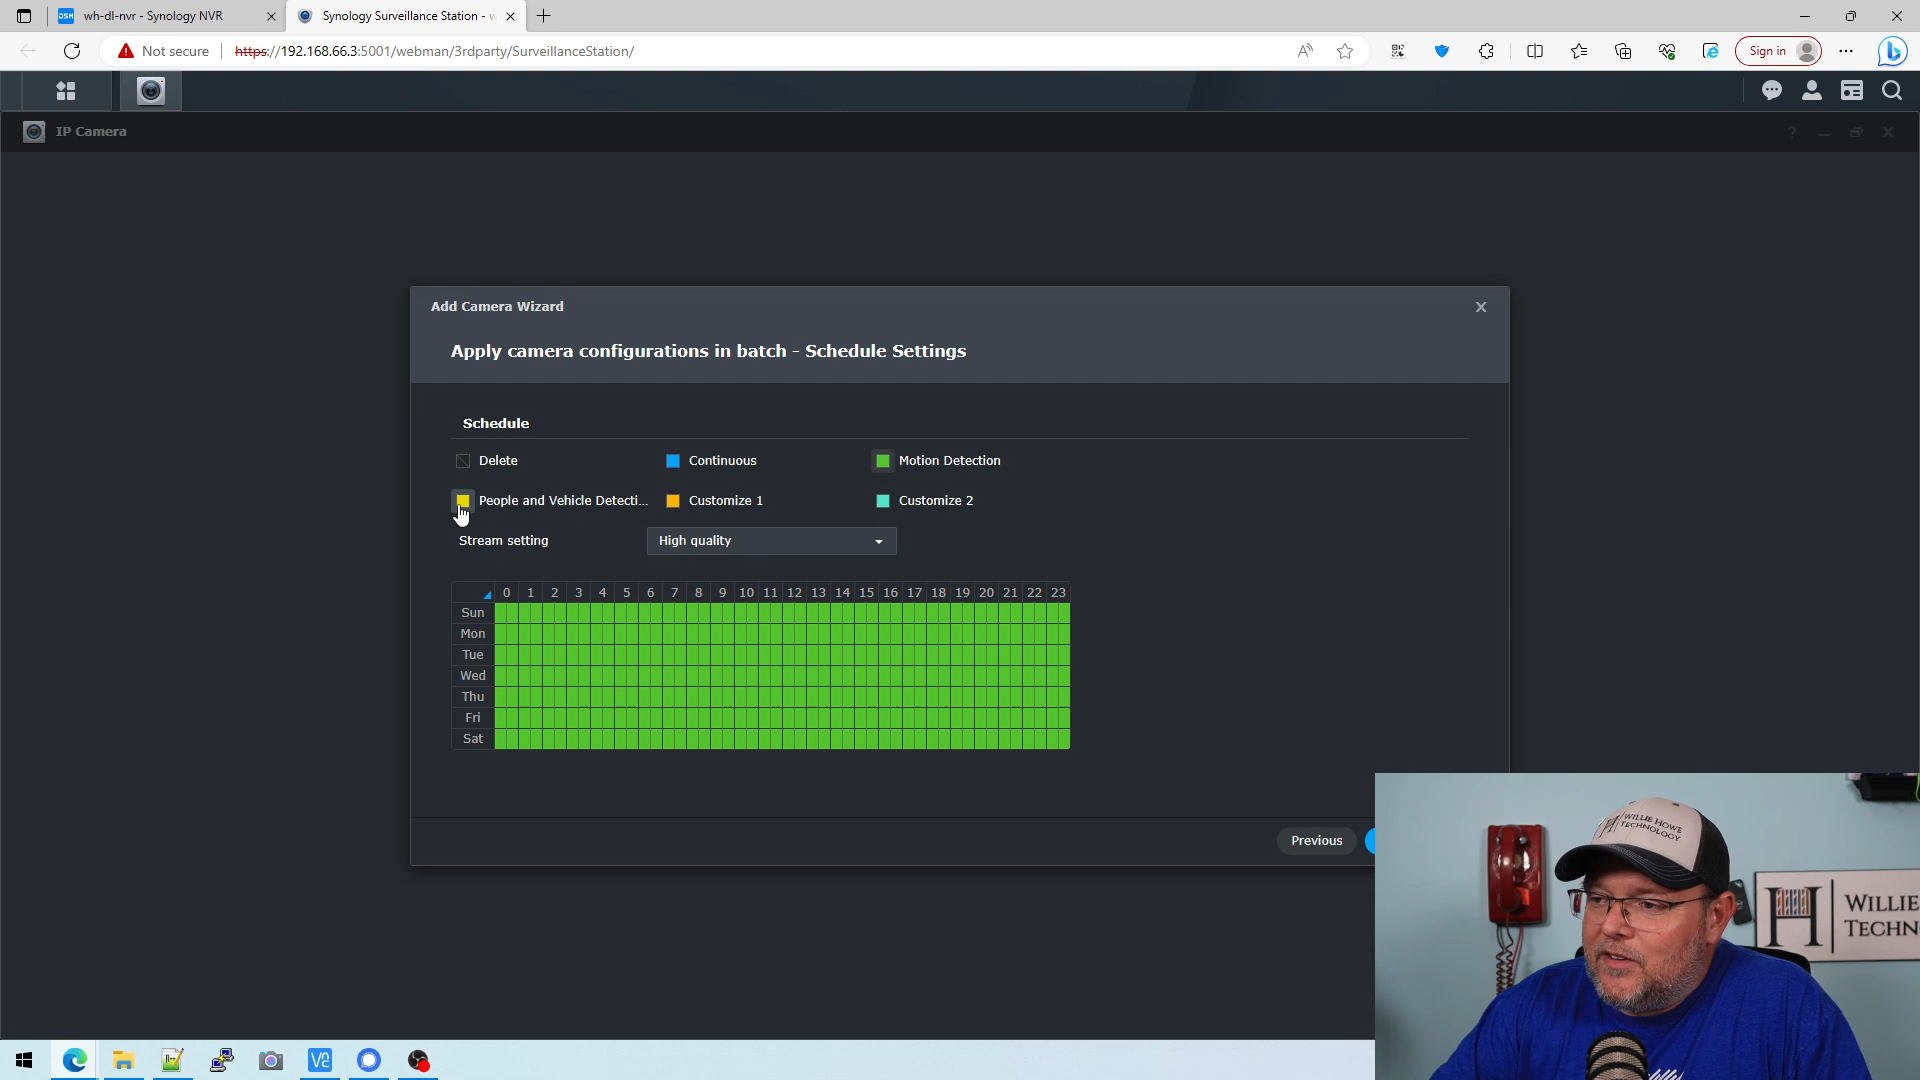 wh-dl-nvr - Synology NVR
Synology Surveillance Station -
Not secure
https://192.168.66.3:5001/webman/3rdparty/SurveillanceStation/
Sign in
IP Camera
?
Add Camera Wizard
Apply camera configurations in batch - Schedule Settings
Schedule
Delete
Continuous
Motion Detection
People and Vehicle Detecti...
Customize 1
Customize 2
Stream setting
High quality
0 1 2 3 4 5 6 7 8 9 10 11 12 13 14 15 16 17 18 19 20 21 22 23
Sun
Mon
Tue
Wed
Thu
Fri
Sat
Previous
WILLIE HOWE
TECHNOLOGY
WILLIE
TECHN